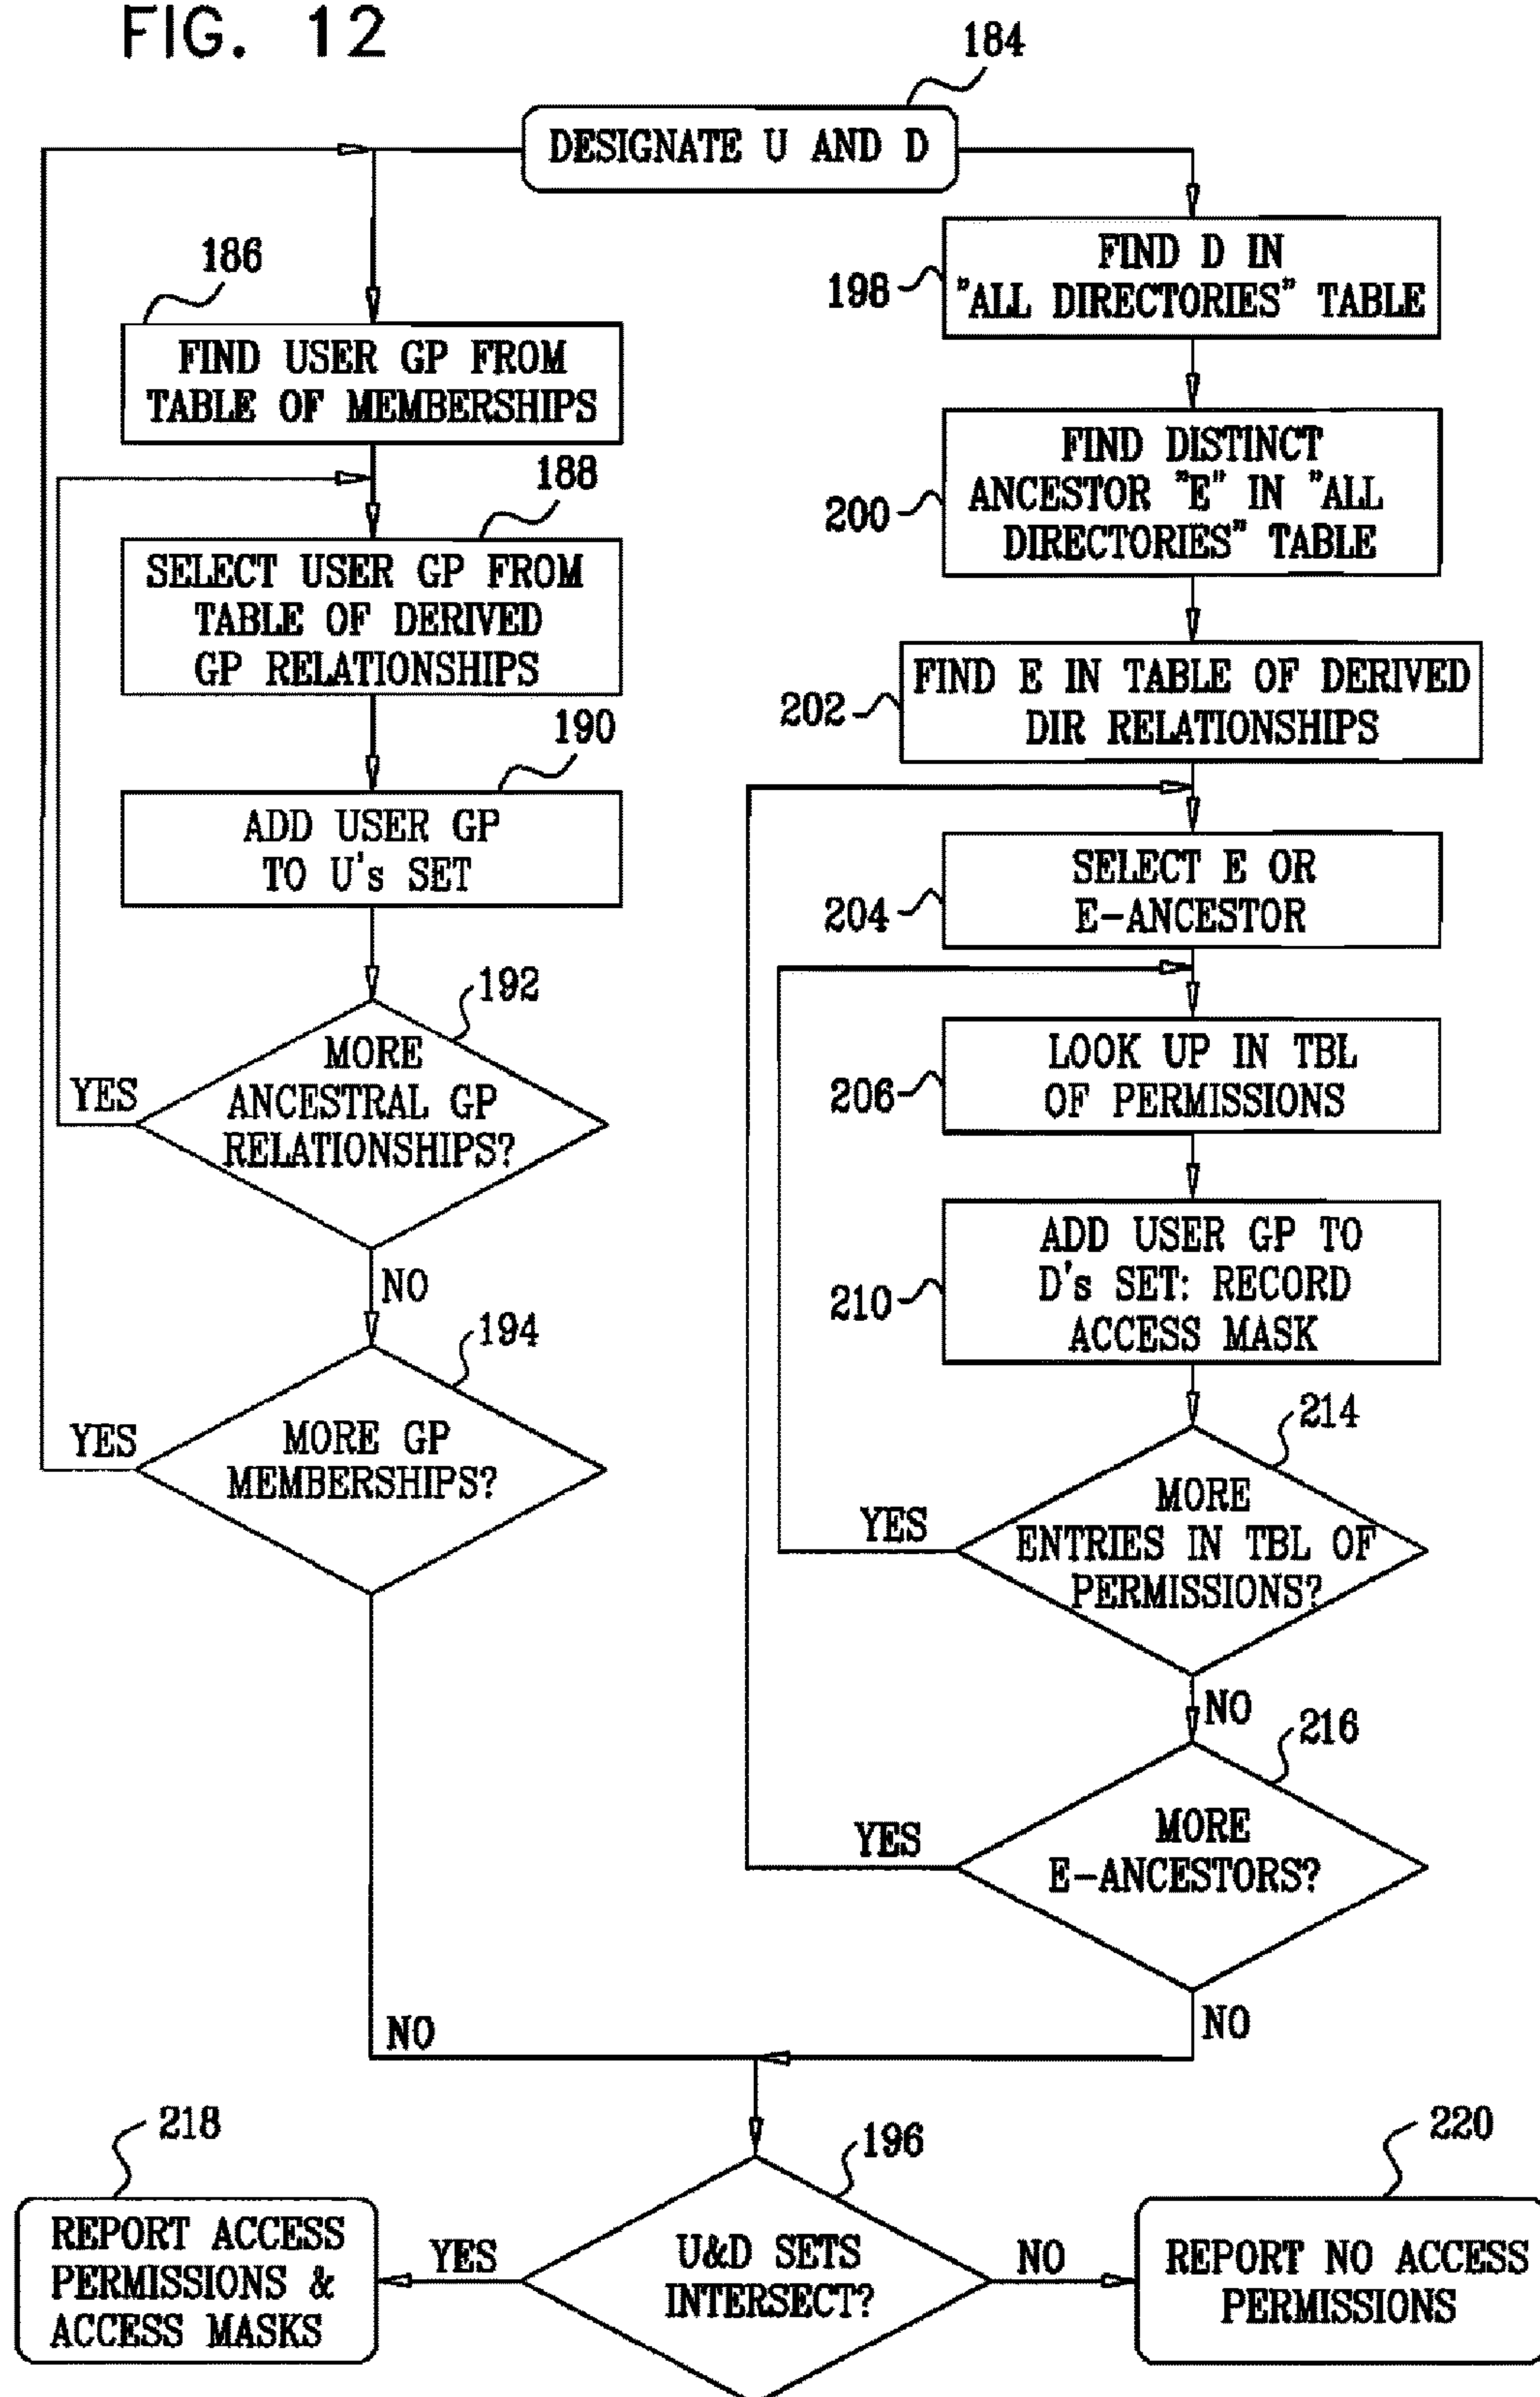 FIG. 12
184
DESIGNATE U AND D
186
FIND USER GP FROM
TABLE OF MEMBERSHIPS
188
SELECT USER GP FROM
TABLE OF DERIVED
GP RELATIONSHIPS
190
ADD USER GP
TO U's SET
192
MORE
ANCESTRAL GP
RELATIONSHIPS?
YES
NO
194
MORE GP
MEMBERSHIPS?
YES
NO
198
FIND D IN
"ALL DIRECTORIES" TABLE
200
FIND DISTINCT
ANCESTOR "E" IN "ALL
DIRECTORIES" TABLE
202
FIND E IN TABLE OF DERIVED
DIR RELATIONSHIPS
204
SELECT E OR
E-ANCESTOR
206
LOOK UP IN TBL
OF PERMISSIONS
210
ADD USER GP TO
D's SET: RECORD
ACCESS MASK
214
MORE
ENTRIES IN TBL OF
PERMISSIONS?
YES
NO
216
MORE
E-ANCESTORS?
YES
NO
196
U&D SETS
INTERSECT?
YES
NO
218
REPORT ACCESS
PERMISSIONS &
ACCESS MASKS
220
REPORT NO ACCESS
PERMISSIONS